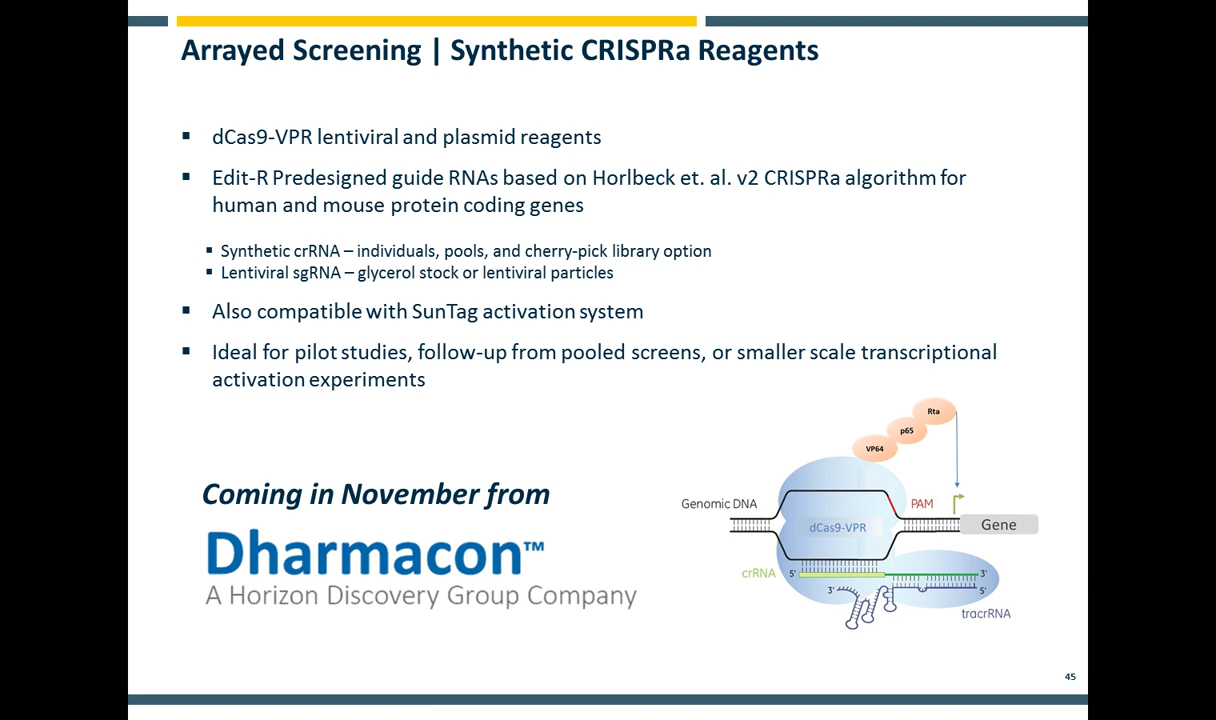 Arrayed Screening | Synthetic CRISPRa Reagents
▪ dCas9-VPR lentiviral and plasmid reagents
▪ Edit-R Predesigned guide RNAs based on Horlbeck et. al. v2 CRISPRa algorithm for
human and mouse protein coding genes
▪ Synthetic crRNA – individuals, pools, and cherry-pick library option
▪ Lentiviral sgRNA – glycerol stock or lentiviral particles
▪ Also compatible with SunTag activation system
▪ Ideal for pilot studies, follow-up from pooled screens, or smaller scale transcriptional
activation experiments
Coming in November from
Dharmacon™
A Horizon Discovery Group Company
Rta
p65
VP64
Genomic DNA
PAM
dCas9-VPR
Gene
crRNA
5'
3'
3'
5'
tracrRNA
45